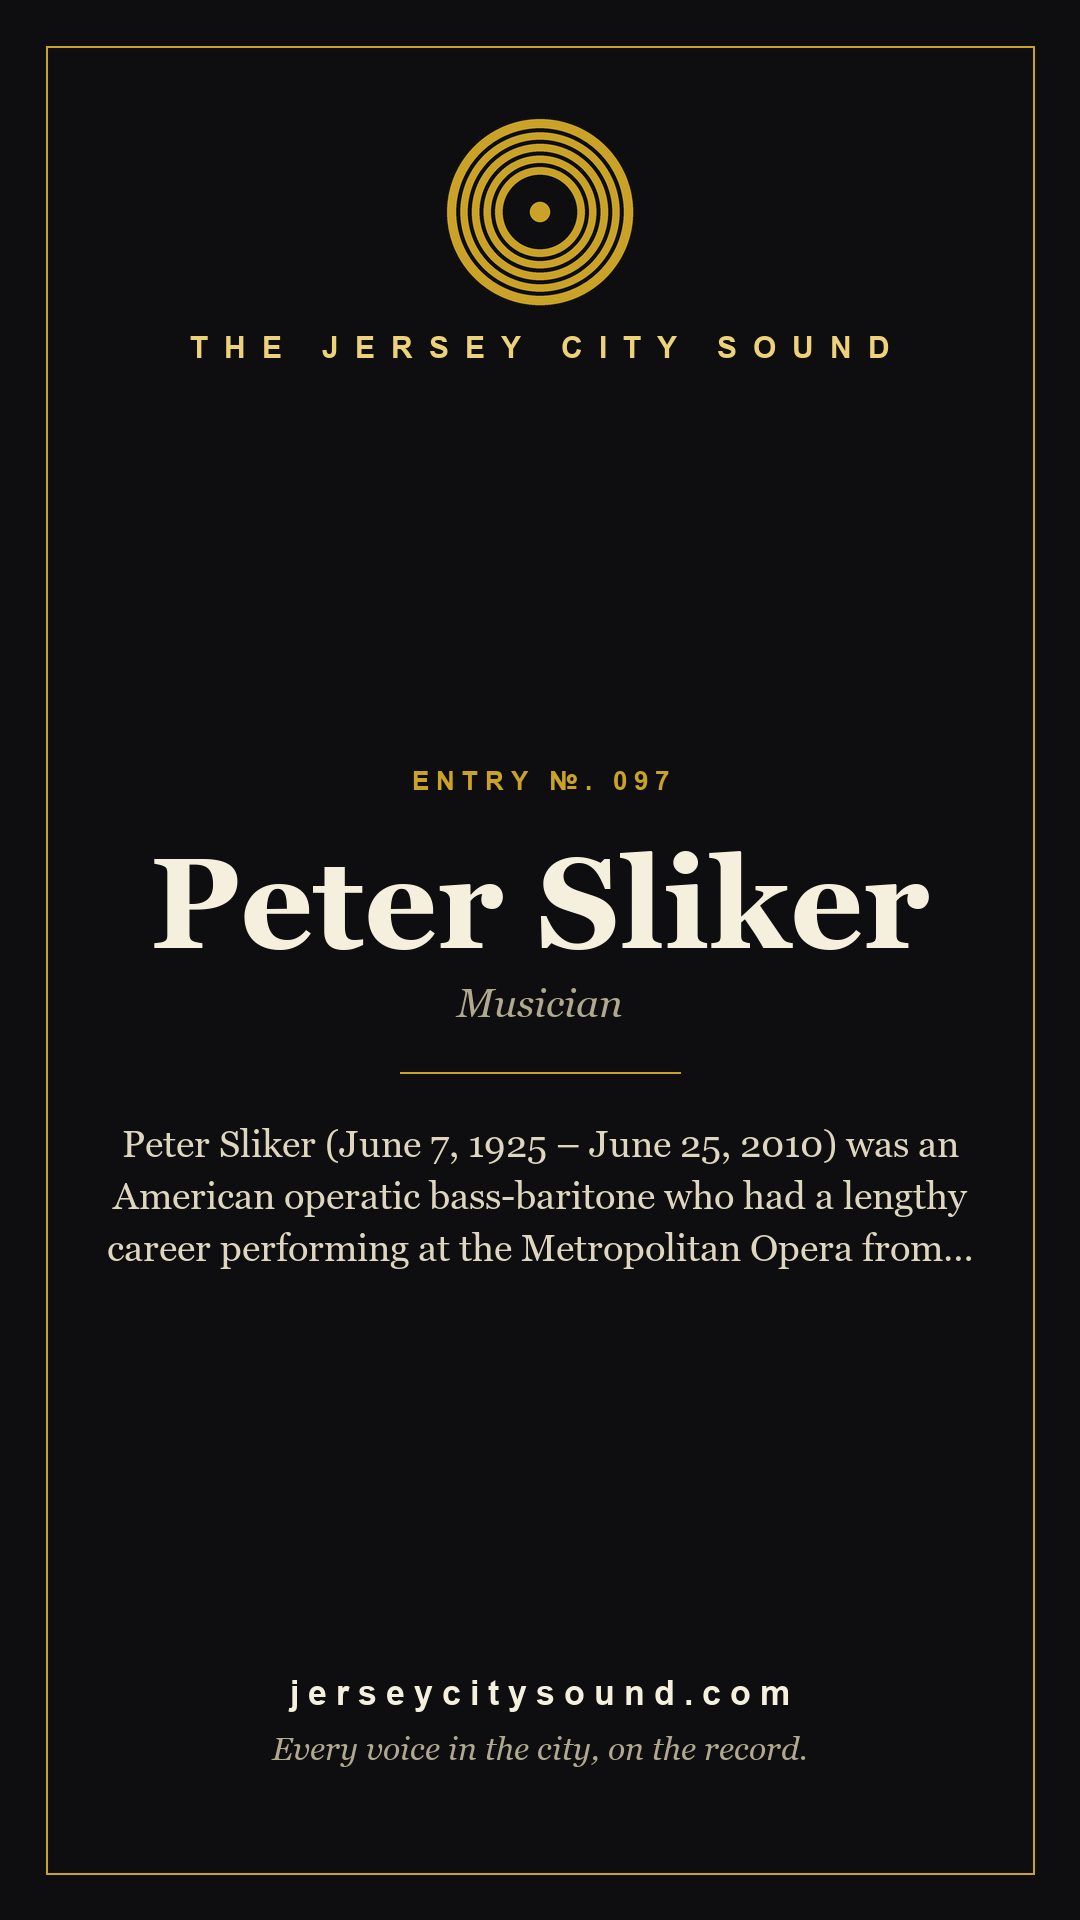 THE JERSEY CITY SOUND
ENTRY №. 097
Peter Sliker
Musician
Peter Sliker (June 7, 1925 – June 25, 2010) was an
American operatic bass-baritone who had a lengthy
career performing at the Metropolitan Opera from...
jerseycitysound.com
Every voice in the city, on the record.